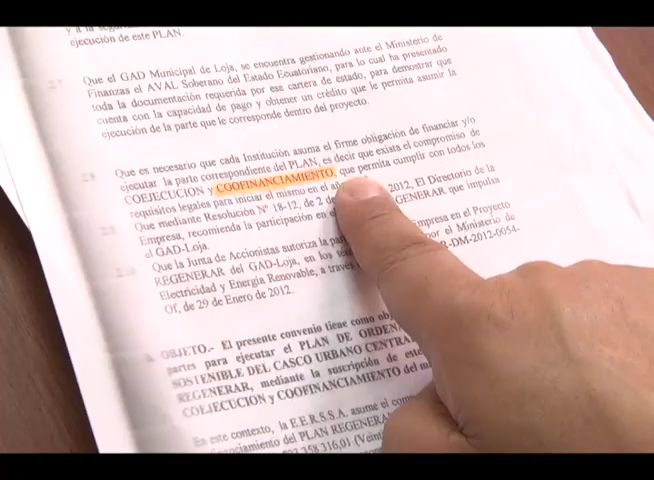 y a la
ejecución de este PLAN.
Que el GAD Municipal de Loja, se encuentra gestionando ante el Ministerio de
Finanzas el AVAL Soberano del Estado Ecuatoriano, para lo cual ha presentado
toda la documentación requerida por esa cartera de estado, para demostrar que
cuenta con la capacidad de pago y obtener un crédito que le permita asumir la
ejecución de la parte que le corresponde dentro del proyecto.
Que es necesario que cada Institución asuma el firme obligación de financiar y/o
ejecutar la parte correspondiente del PLAN, es decir que exista el compromiso de
COEJECUCION y COOFINANCIAMIENTO, que permita cumplir con todos los
requisitos legales para iniciar el mismo en el
Que mediante Resolución Nº 18-12, de 2 de 2012, El Directorio de la
Empresa, recomienda la participación en el REGENERAR que impulsa
el GAD-Loja.
Que la Junta de Accionistas autoriza la Empresa en el Proyecto
REGENERAR del GAD-Loja, en los por el Ministerio de
Electricidad y Energía Renovable, a través -DM-2012-0054-
Of, de 29 de Enero de 2012.
OBJETO.- El presente convenio tiene como
partes para ejecutar el PLAN DE
SOSTENIBLE DEL CASCO URBANO
REGENERAR, mediante la suscripción de este
COEJECUCION y COOFINANCIAMIENTO del
En este contexto, la E.E.R.S.S.A. asume el
del PLAN
358 316,01